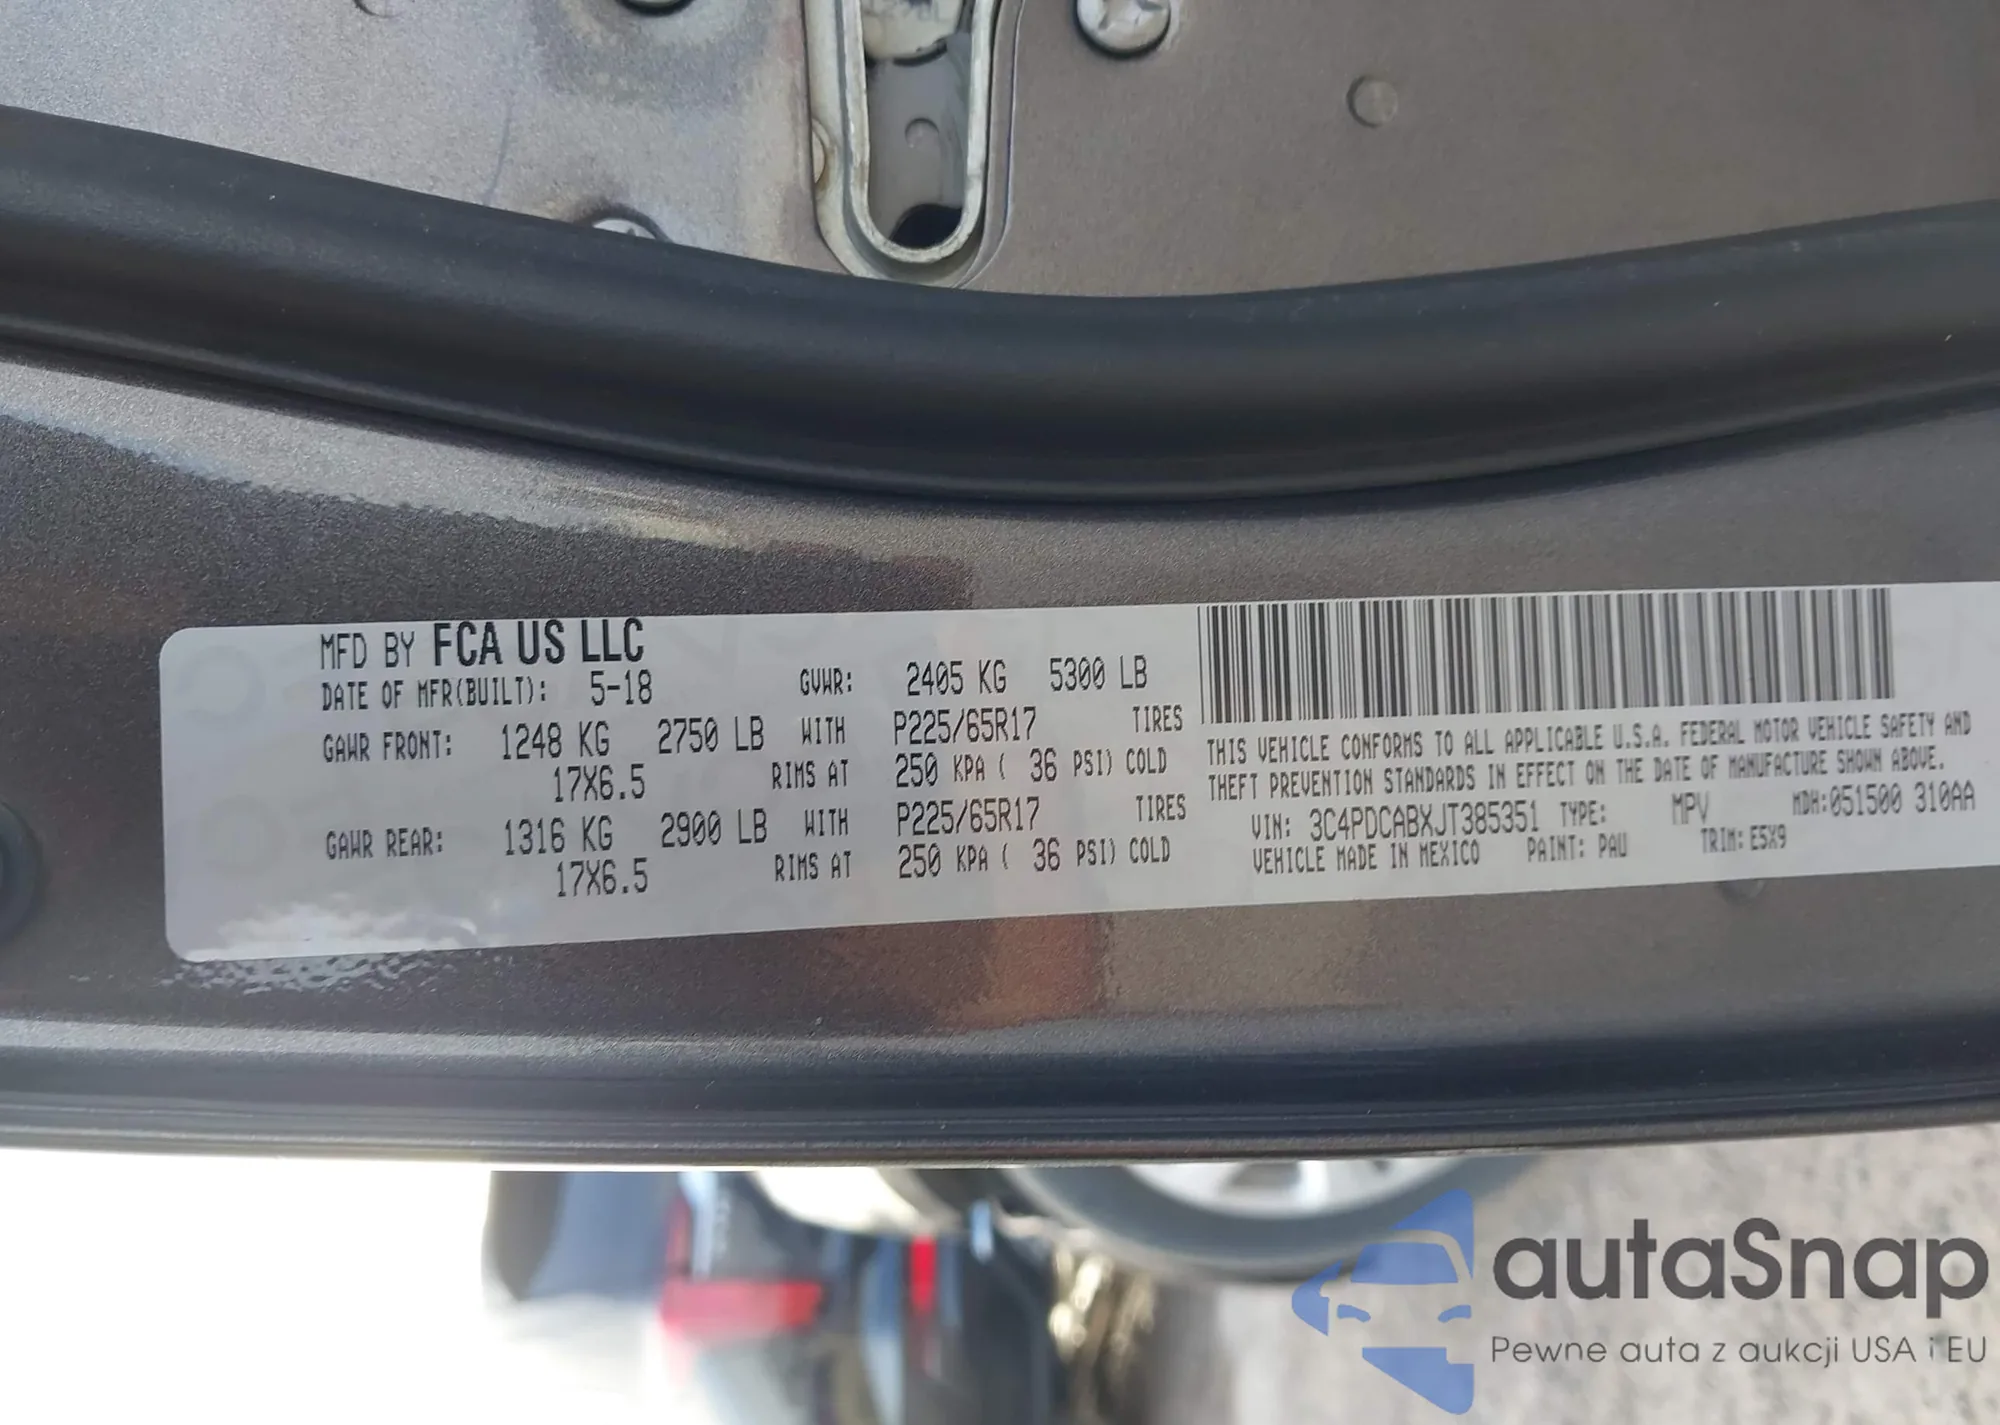 MFD BY FCA US LLC
DATE OF MFR(BUILT): 5-18 GVWR: 2405 KG 5300 LB
GAWR FRONT: 1248 KG 2750 LB WITH P225/65R17 TIRES
17X6.5 RIMS AT 250 KPA ( 36 PSI) COLD
GAWR REAR: 1316 KG 2900 LB WITH P225/65R17 TIRES
17X6.5 RIMS AT 250 KPA ( 36 PSI) COLD
THIS VEHICLE CONFORMS TO ALL APPLICABLE U.S.A. FEDERAL MOTOR VEHICLE SAFETY AND
THEFT PREVENTION STANDARDS IN EFFECT ON THE DATE OF MANUFACTURE SHOWN ABOVE.
VIN: 3C4PDCABXJT385351 TYPE: MPV MDH:051500 310AA
VEHICLE MADE IN MEXICO PAINT: PAU TRIM: E5X9
autaSnap
Pewne auta z aukcji USA i EU